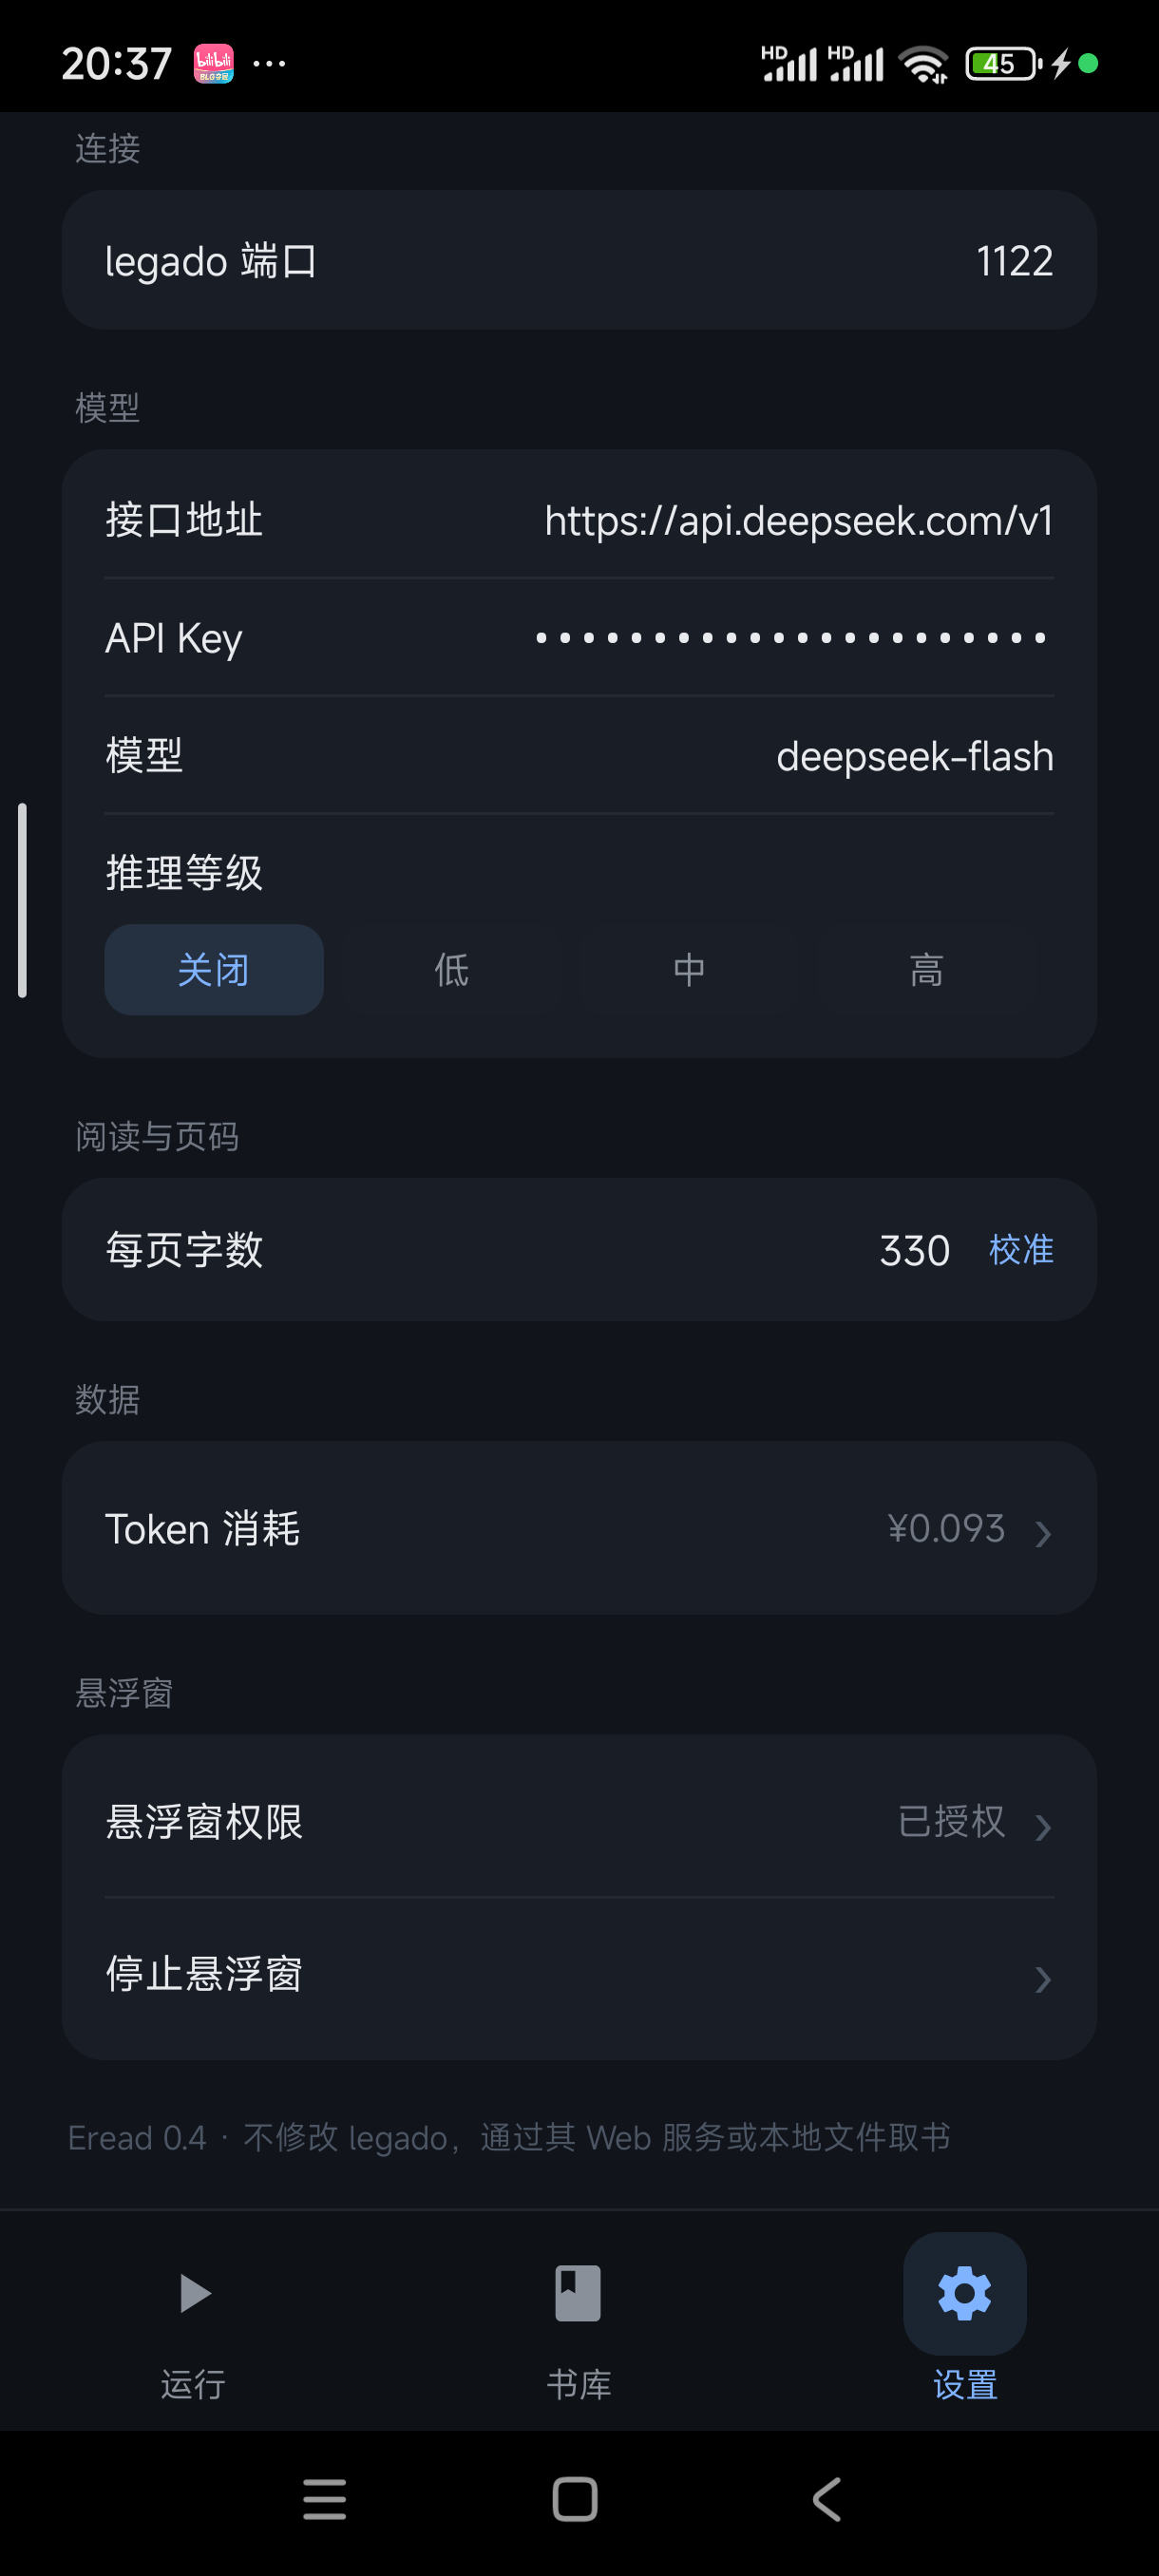 20:37 bilibili ··· HD HD 45
连接
legado 端口 1122
模型
接口地址 https://api.deepseek.com/v1
API Key ••••••••••••••••••••••
模型 deepseek-flash
推理等级
关闭 低 中 高
阅读与页码
每页字数 330 校准
数据
Token 消耗 ¥0.093
悬浮窗
悬浮窗权限 已授权
停止悬浮窗
Eread 0.4 · 不修改 legado，通过其 Web 服务或本地文件取书
运行 书库 设置